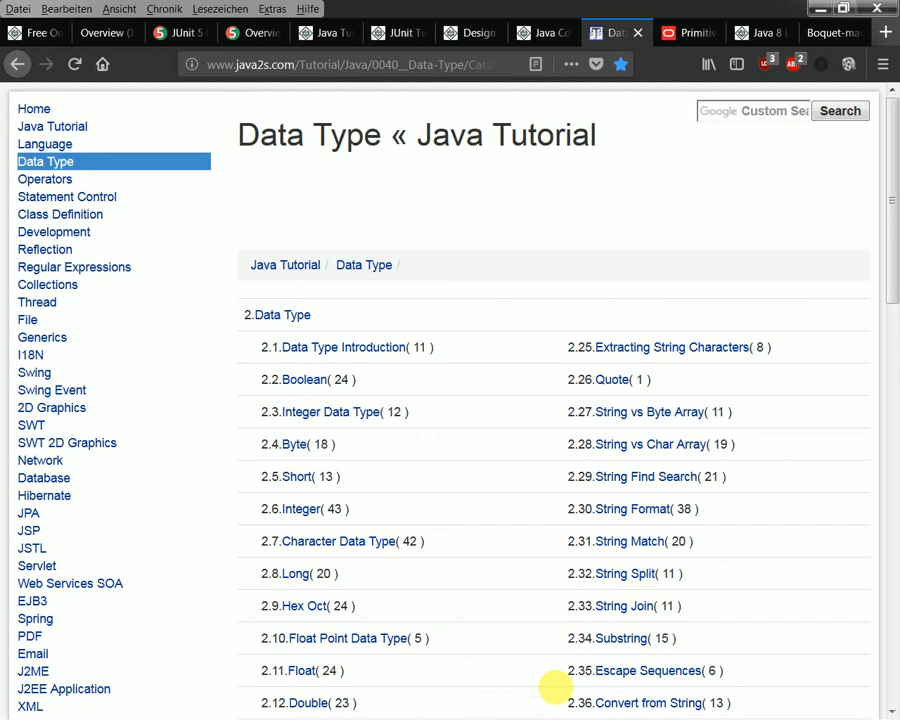 Datei Bearbeiten Ansicht Chronik Lesezeichen Extras Hilfe
Free On Overview (J JUnit 5 Overvie Java Tu JUnit Tu Design Java Co Data Primitiv Java 8 L Boquet-mar
www.java2s.com/Tutorial/Java/0040__Data-Type/Cata
3 2
Home
Java Tutorial
Language
Data Type
Operators
Statement Control
Class Definition
Development
Reflection
Regular Expressions
Collections
Thread
File
Generics
I18N
Swing
Swing Event
2D Graphics
SWT
SWT 2D Graphics
Network
Database
Hibernate
JPA
JSP
JSTL
Servlet
Web Services SOA
EJB3
Spring
PDF
Email
J2ME
J2EE Application
XML
Google Custom Sea Search
Data Type « Java Tutorial
Java Tutorial / Data Type /
2.Data Type
2.1.Data Type Introduction( 11 ) 2.25.Extracting String Characters( 8 )
2.2.Boolean( 24 ) 2.26.Quote( 1 )
2.3.Integer Data Type( 12 ) 2.27.String vs Byte Array( 11 )
2.4.Byte( 18 ) 2.28.String vs Char Array( 19 )
2.5.Short( 13 ) 2.29.String Find Search( 21 )
2.6.Integer( 43 ) 2.30.String Format( 38 )
2.7.Character Data Type( 42 ) 2.31.String Match( 20 )
2.8.Long( 20 ) 2.32.String Split( 11 )
2.9.Hex Oct( 24 ) 2.33.String Join( 11 )
2.10.Float Point Data Type( 5 ) 2.34.Substring( 15 )
2.11.Float( 24 ) 2.35.Escape Sequences( 6 )
2.12.Double( 23 ) 2.36.Convert from String( 13 )